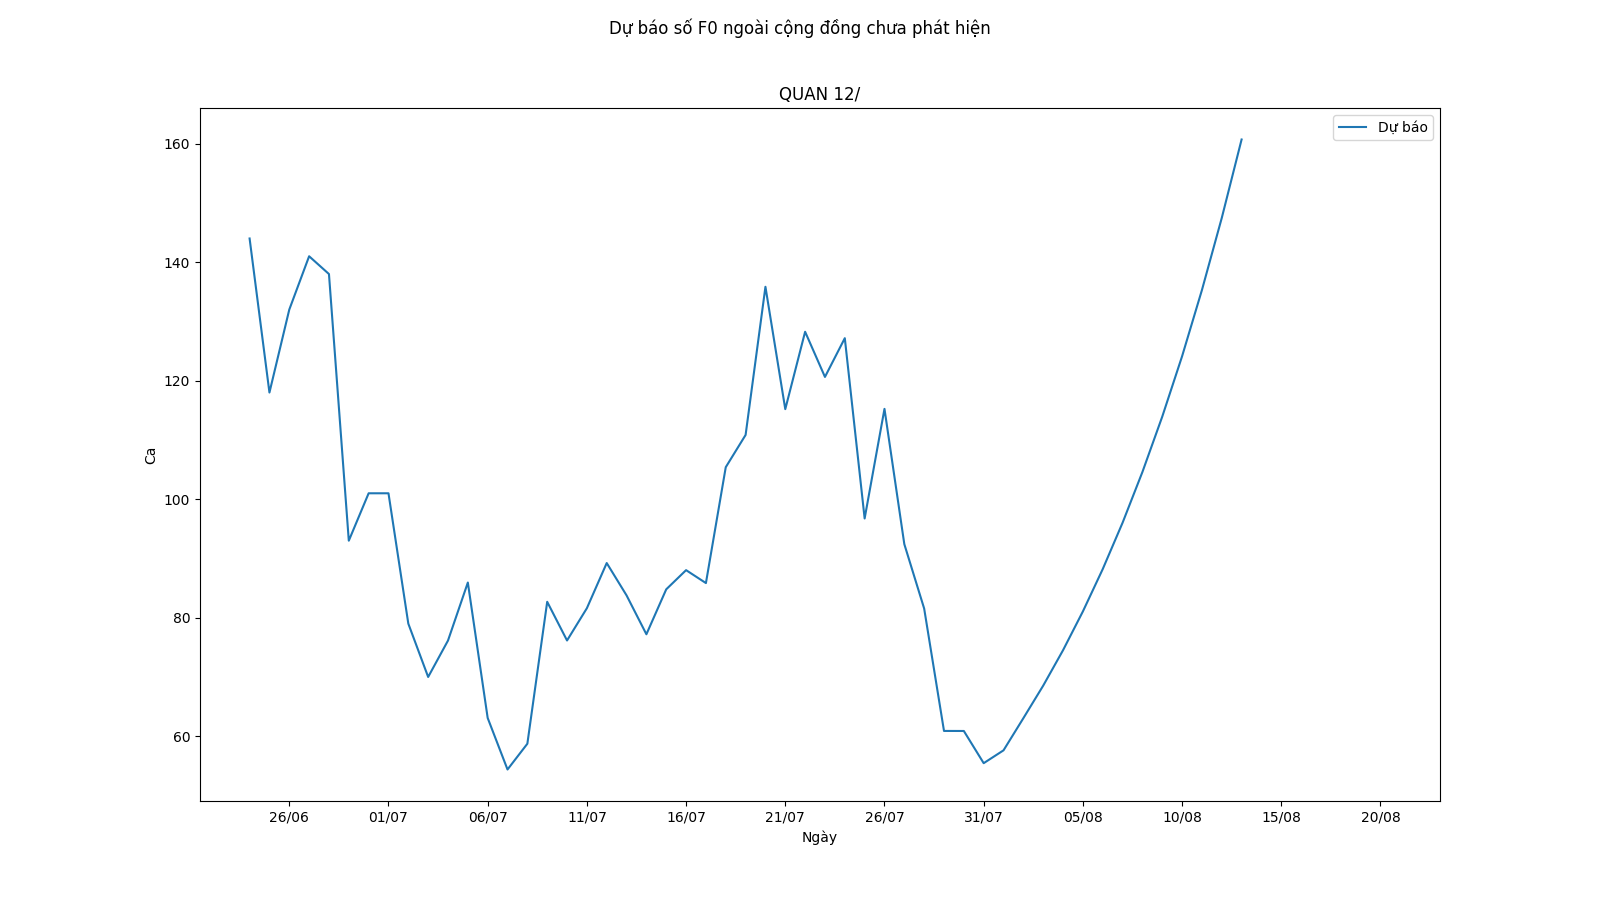 Dự báo số F0 ngoài cộng đồng chưa phát hiện
QUAN 12/
Dự báo
160
140
120
100
80
60
Ca
26/06 01/07 06/07 11/07 16/07 21/07 26/07 31/07 05/08 10/08 15/08 20/08
Ngày